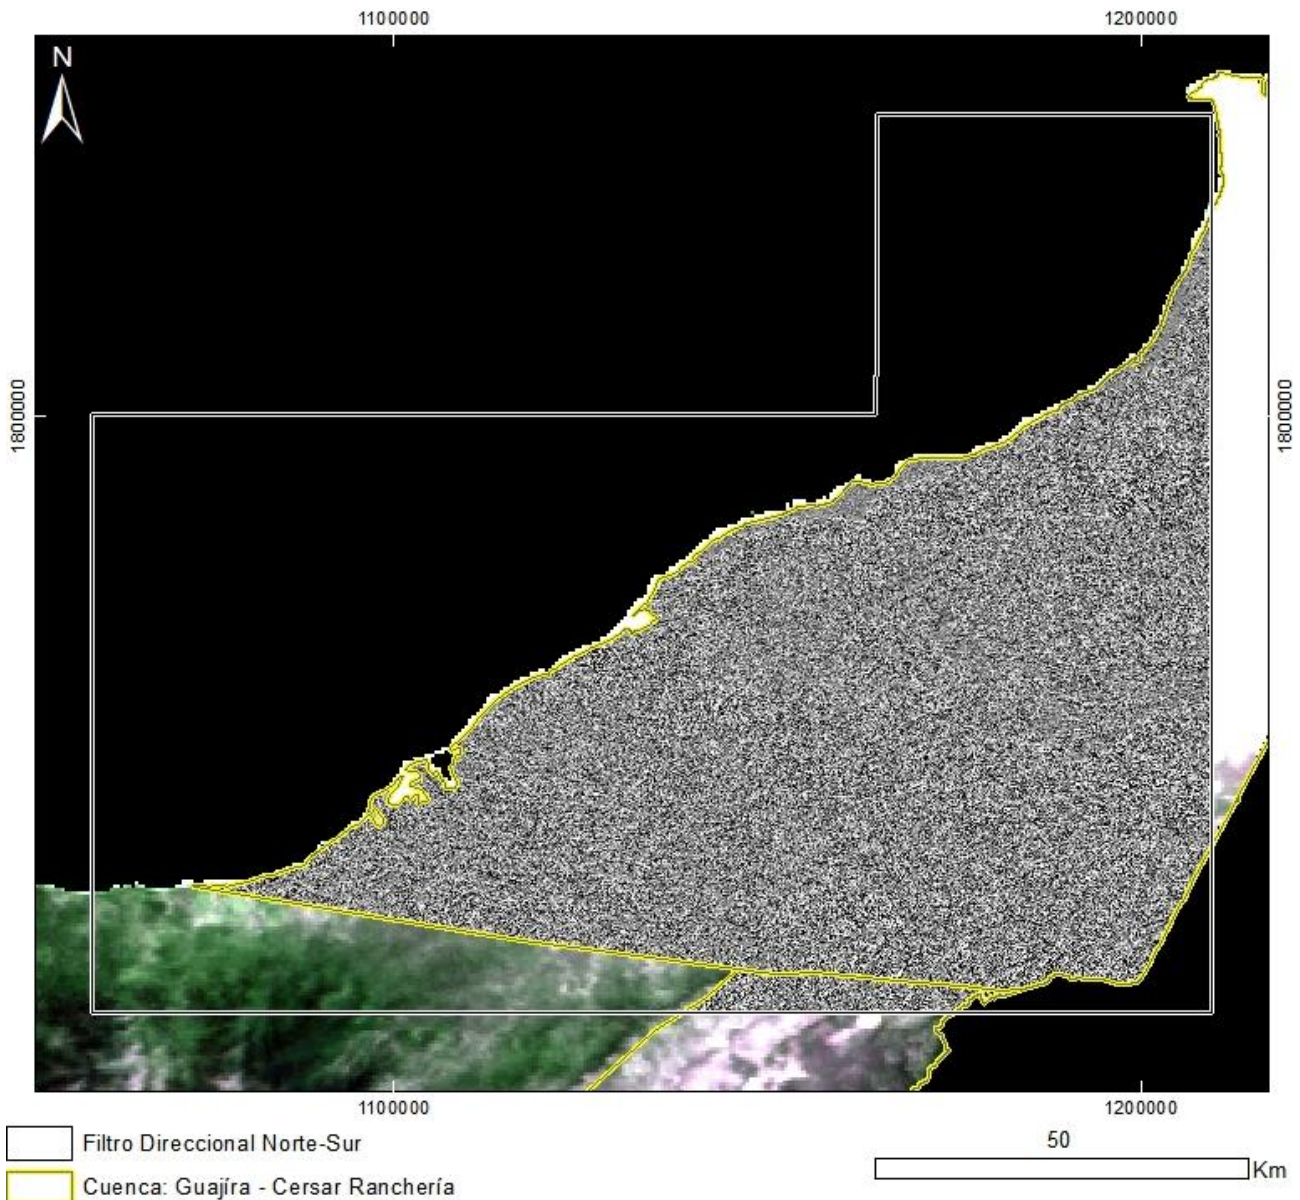 1100000 1200000
N
1800000 1800000
1100000 1200000
Filtro Direccional Norte-Sur
50
Km
Cuenca: Guajíra - Cersar Ranchería